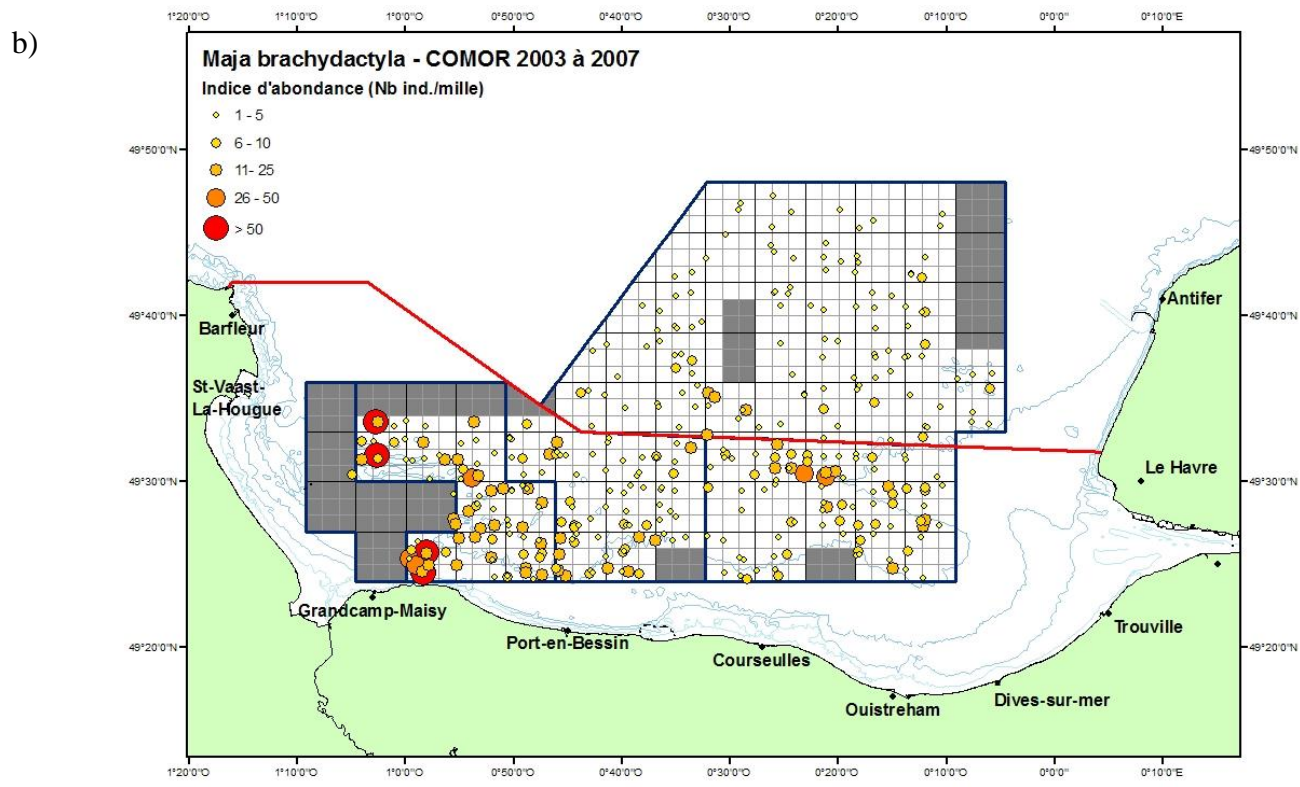 b)
1°20'0"O 1°10'0"O 1°0'0"O 0°50'0"O 0°40'0"O 0°30'0"O 0°20'0"O 0°10'0"O 0°0'0" 0°10'0"E
Maja brachydactyla - COMOR 2003 à 2007
Indice d'abondance (Nb ind./mille)
1 - 5
6 - 10
11- 25
26 - 50
> 50
49°50'0"N 49°50'0"N
Antifer
49°40'0"N 49°40'0"N
Barfleur
St-Vaast-
La-Hougue
Le Havre
49°30'0"N 49°30'0"N
Grandcamp-Maisy
Trouville
Port-en-Bessin
49°20'0"N 49°20'0"N
Courseulles
Dives-sur-mer
Ouistreham
1°20'0"O 1°10'0"O 1°0'0"O 0°50'0"O 0°40'0"O 0°30'0"O 0°20'0"O 0°10'0"O 0°0'0" 0°10'0"E